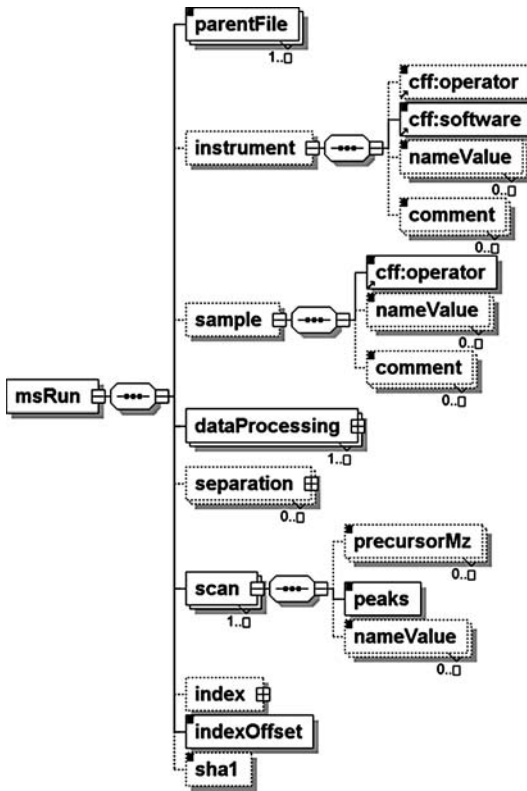 parentFile
1..
cff:operator
cff:software
instrument
nameValue
0..
comment
0..
cff:operator
sample
nameValue
0..
comment
0..
msRun
dataProcessing
1..
separation
0..
precursorMz
0..
scan
1..
peaks
nameValue
0..
index
indexOffset
sha1